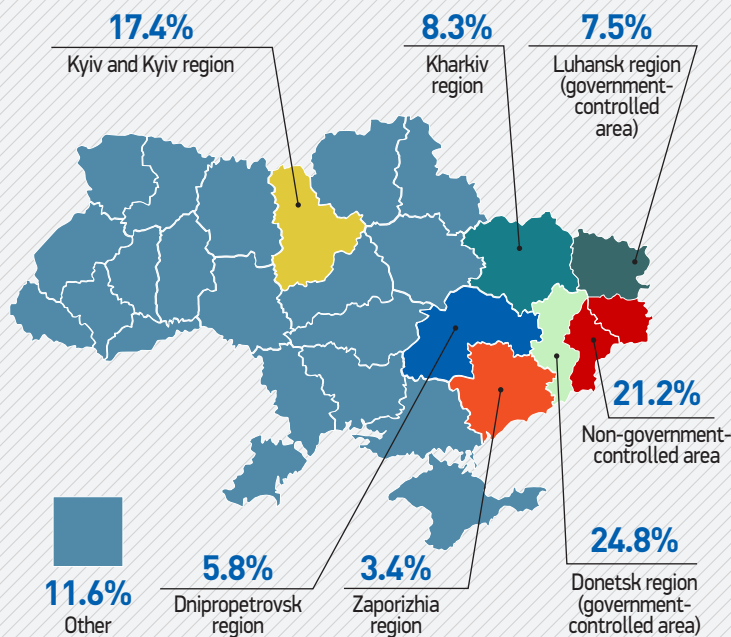 17.4%
Kyiv and Kyiv region
8.3%
Kharkiv
region
7.5%
Luhansk region
(government-
controlled
area)
21.2%
Non-government-
controlled area
11.6%
Other
5.8%
Dnipropetrovsk
region
3.4%
Zaporizhia
region
24.8%
Donetsk region
(government-
controlled area)